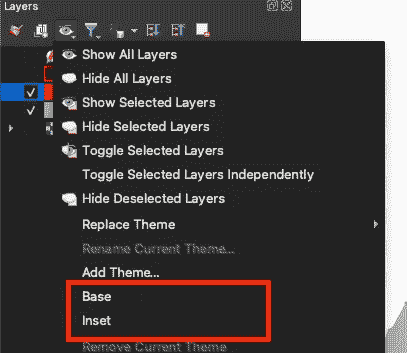 Layers
Show All Layers
Hide All Layers
Show Selected Layers
Hide Selected Layers
Toggle Selected Layers
Toggle Selected Layers Independently
Hide Deselected Layers
Replace Theme
Rename Current Theme...
Add Theme...
Base
Inset
Remove Current Theme